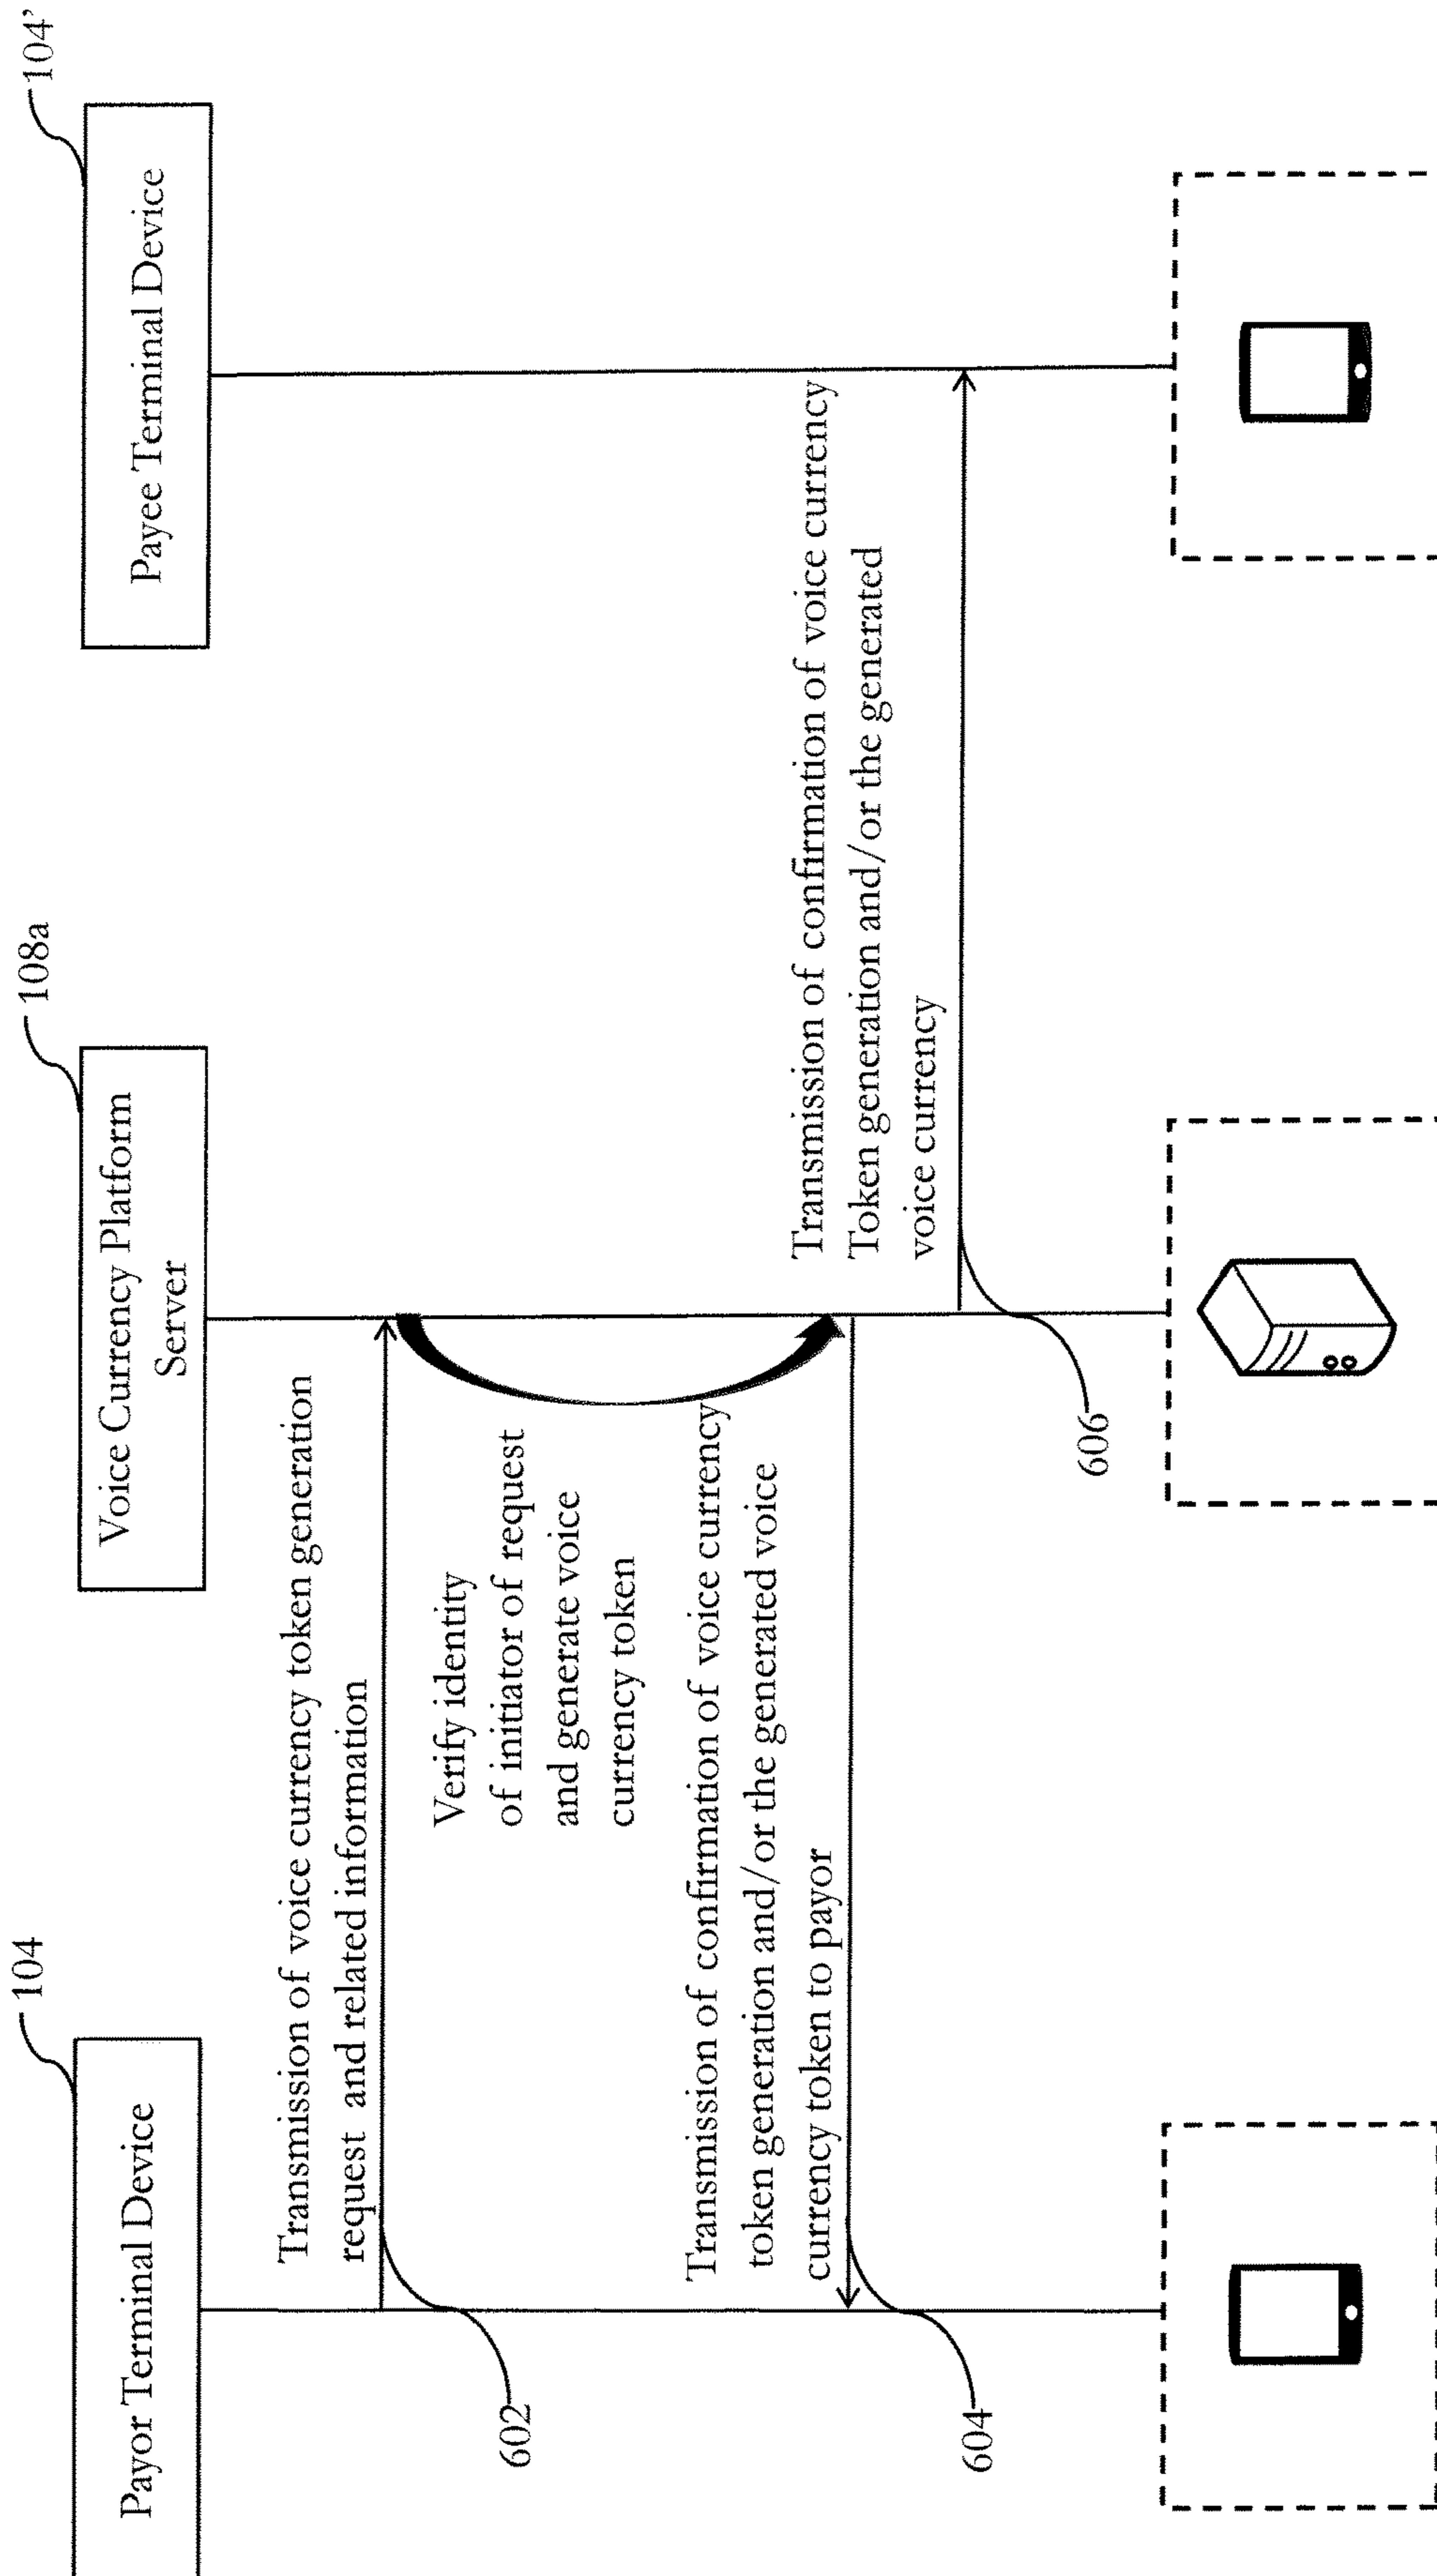 104
Payor Terminal Device
108a
Voice Currency Platform
Server
104’
Payee Terminal Device
Transmission of voice currency token generation
request and related information
602
Verify identity
of initiator of request
and generate voice
currency token
Transmission of confirmation of voice currency
token generation and/or the generated voice
currency token to payor
604
Transmission of confirmation of voice currency
Token generation and/or the generated
voice currency
606